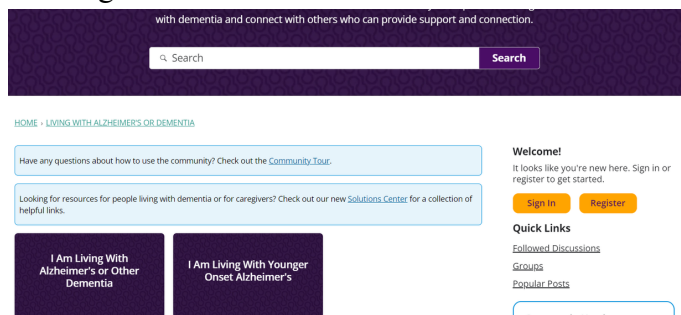 with dementia and connect with others who can provide support and connection.
Search
Search
HOME › LIVING WITH ALZHEIMER'S OR DEMENTIA
Have any questions about how to use the community? Check out the Community Tour.
Looking for resources for people living with dementia or for caregivers? Check out our new Solutions Center for a collection of
helpful links.
I Am Living With
Alzheimer's or Other
Dementia
I Am Living With Younger
Onset Alzheimer's
Welcome!
It looks like you're new here. Sign in or
register to get started.
Sign In
Register
Quick Links
Followed Discussions
Groups
Popular Posts